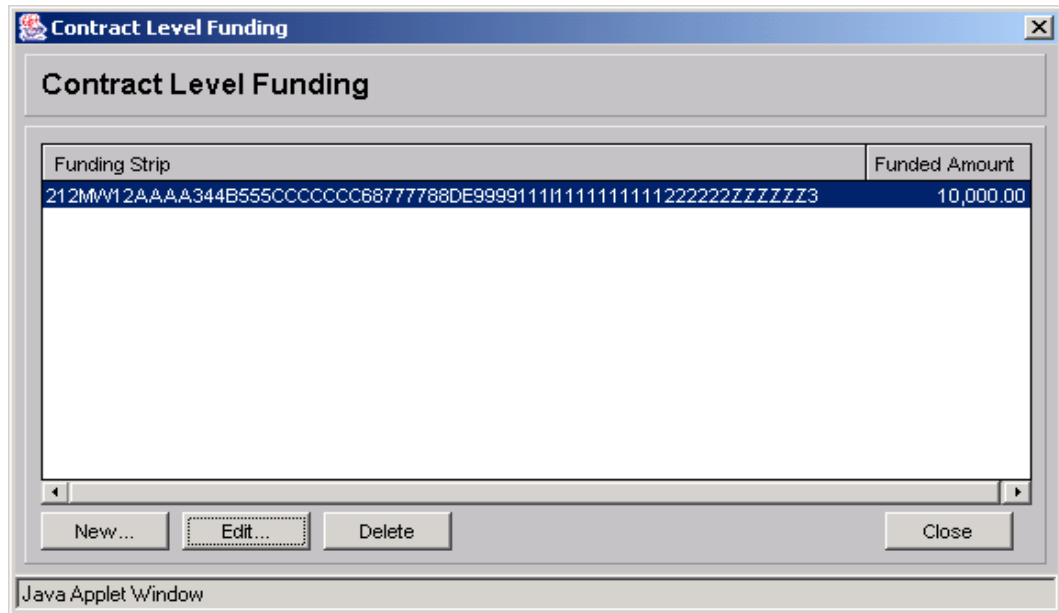 Contract Level Funding
Contract Level Funding
Funding Strip Funded Amount
212MW12AAAA344B555CCCCCCC68777788DE9999111I1111111111222222ZZZZZZ3 10,000.00
New... Edit... Delete Close
Java Applet Window